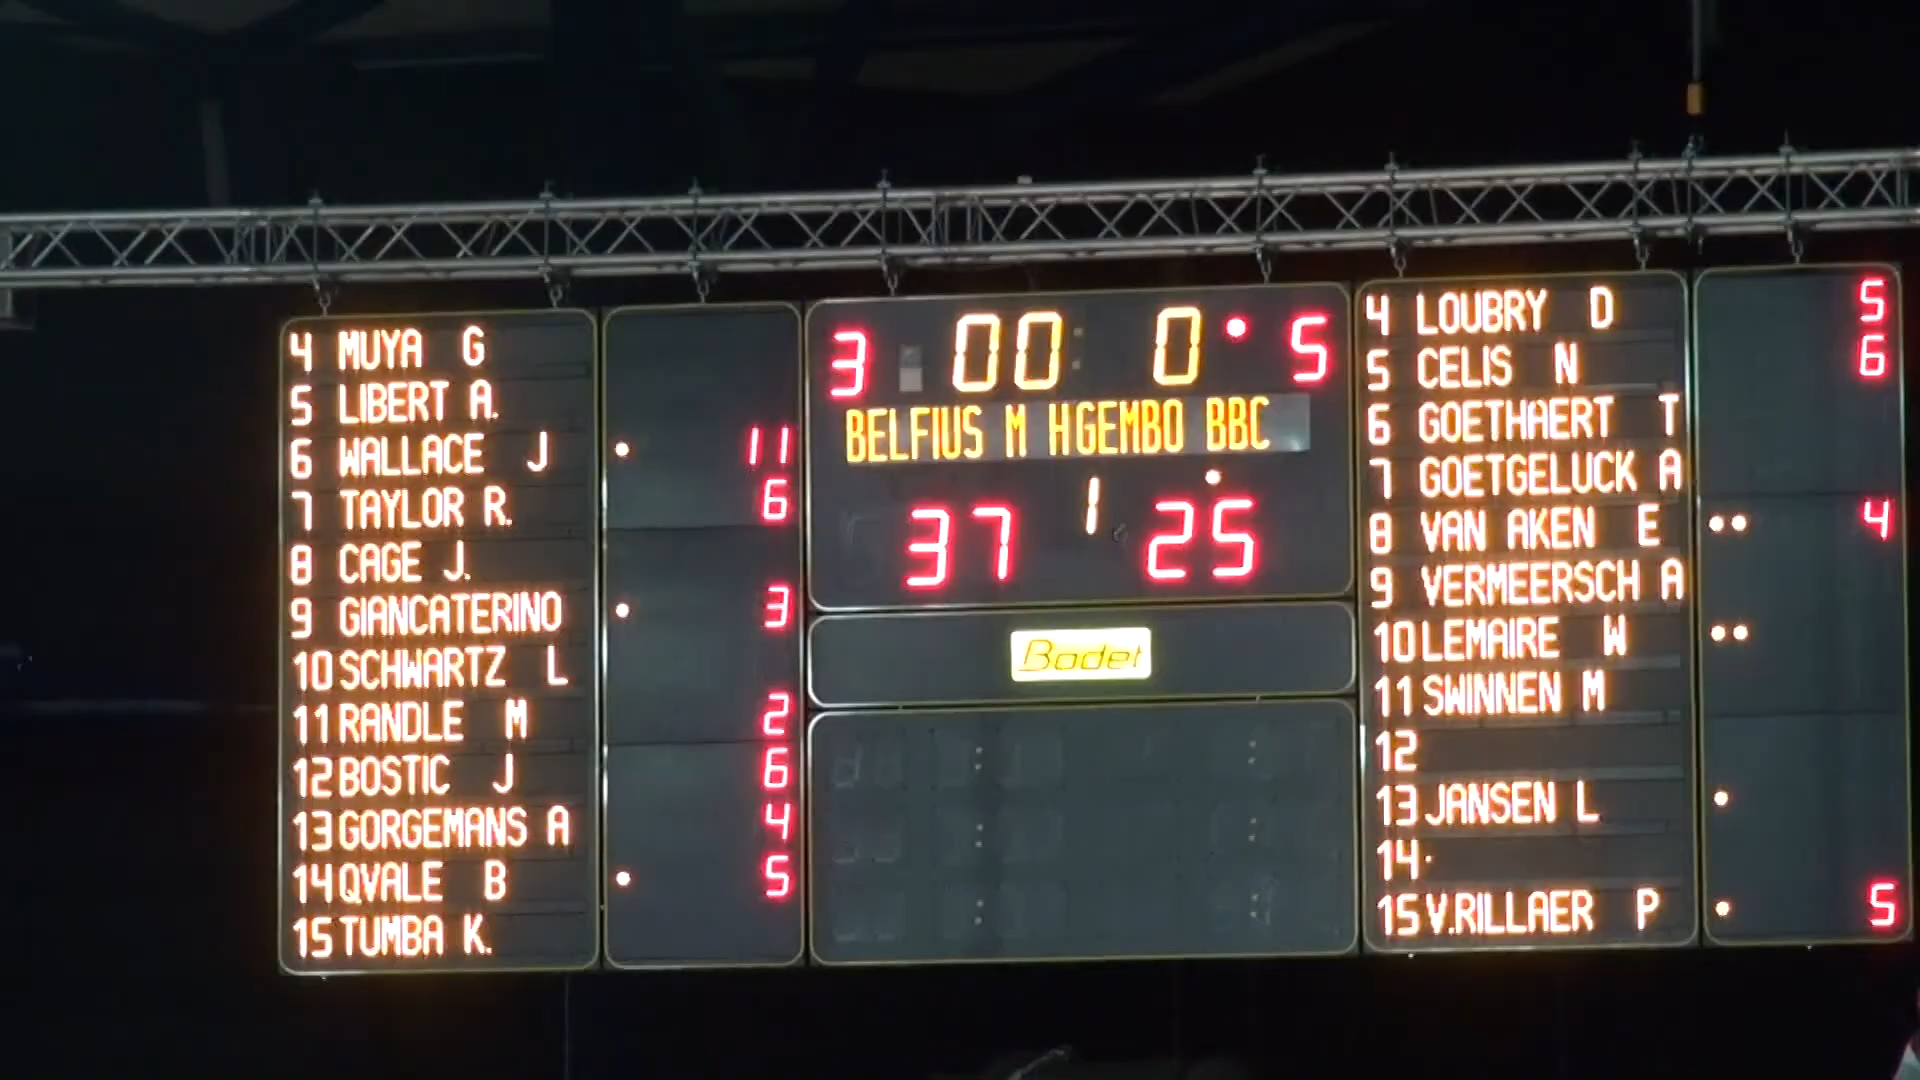 4 MUYA G
5 LIBERT A.
6 WALLACE J 11
7 TAYLOR R. 6
8 CAGE J.
9 GIANCATERINO 3
10 SCHWARTZ L
11 RANDLE M 2
12 BOSTIC J 6
13 GORGEMANS A 4
14 QVALE B 5
15 TUMBA K.
3 00:0 5
BELFIUS M HGEMBO BBC
37 1 25
Bodet
4 LOUBRY D 5
5 CELIS N 6
6 GOETHAERT T
7 GOETGELUCK A
8 VAN AKEN E 4
9 VERMEERSCH A
10 LEMAIRE W
11 SWINNEN M
12
13 JANSEN L
14.
15 V.RILLAER P 5